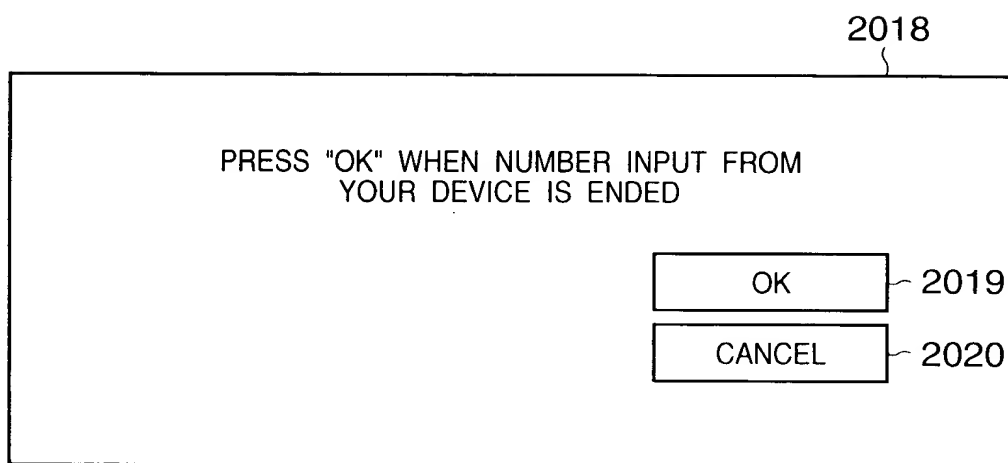 2018
PRESS "OK" WHEN NUMBER INPUT FROM
YOUR DEVICE IS ENDED
OK
2019
CANCEL
2020